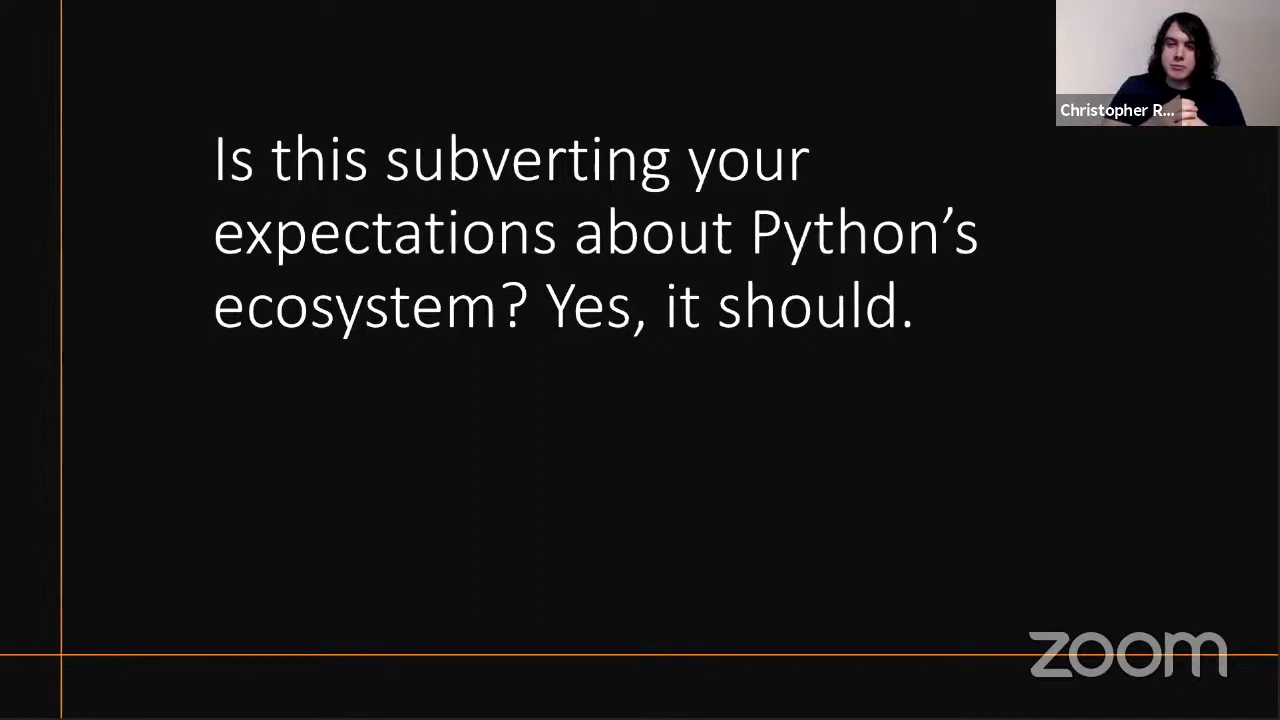 Christopher R...
Is this subverting your
expectations about Python’s
ecosystem? Yes, it should.
zoom